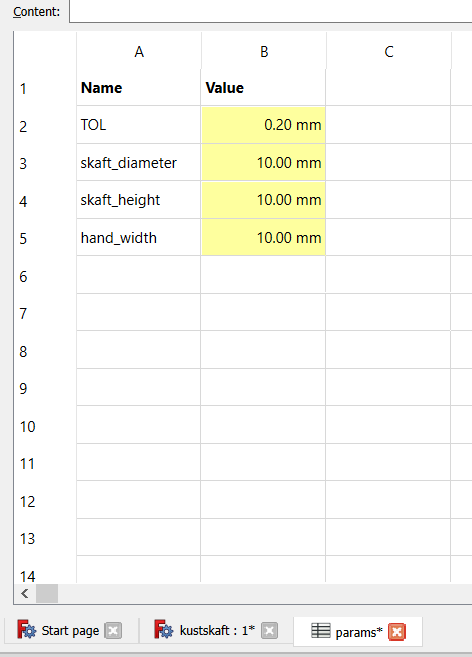 Content:
A B C
1 Name Value
2 TOL 0.20 mm
3 skaft_diameter 10.00 mm
4 skaft_height 10.00 mm
5 hand_width 10.00 mm
6
7
8
9
10
11
12
13
14
Start page kustskaft : 1* params*